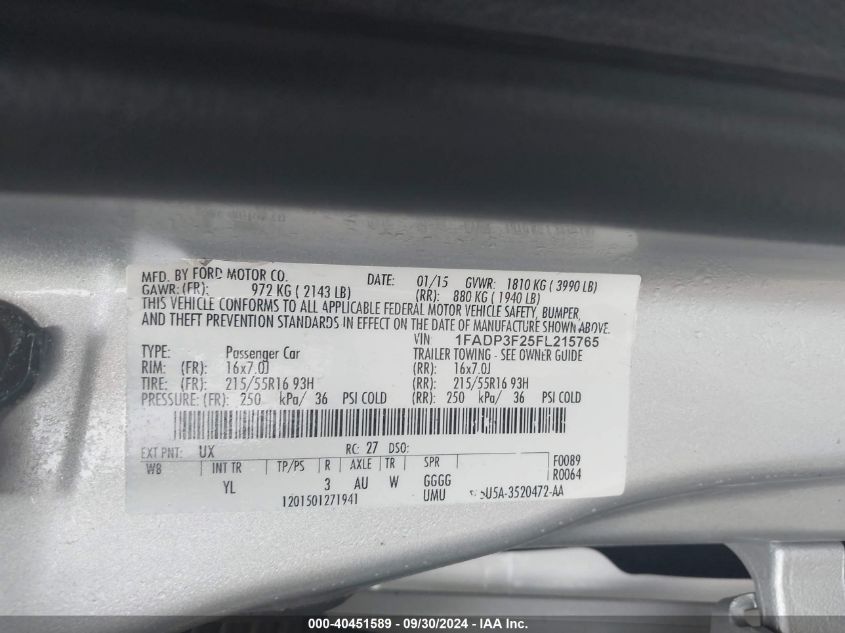 MFD. BY FORD MOTOR CO. DATE: 01/15 GVWR: 1810 KG ( 3990 LB)
GAWR: (FR): 972 KG ( 2143 LB) (RR): 880 KG ( 1940 LB)
THIS VEHICLE CONFORMS TO ALL APPLICABLE FEDERAL MOTOR VEHICLE SAFETY, BUMPER,
AND THEFT PREVENTION STANDARDS IN EFFECT ON THE DATE OF MANUFACTURE SHOWN ABOVE.
VIN: 1FADP3F25FL215765
TYPE: Passenger Car TRAILER TOWING - SEE OWNER GUIDE
RIM: (FR): 16x7.0J (RR): 16x7.0J
TIRE: (FR): 215/55R16 93H (RR): 215/55R16 93H
PRESSURE: (FR): 250 kPa/ 36 PSI COLD (RR): 250 kPa/ 36 PSI COLD
EXT PNT: UX RC: 27 DSO: F0089
WB INT TR TP/PS R AXLE TR SPR R0064
YL 3 AU W GGGG
1201501271941 UMU 5U5A-3520472-AA
000-40451589 - 09/30/2024 - IAA Inc.